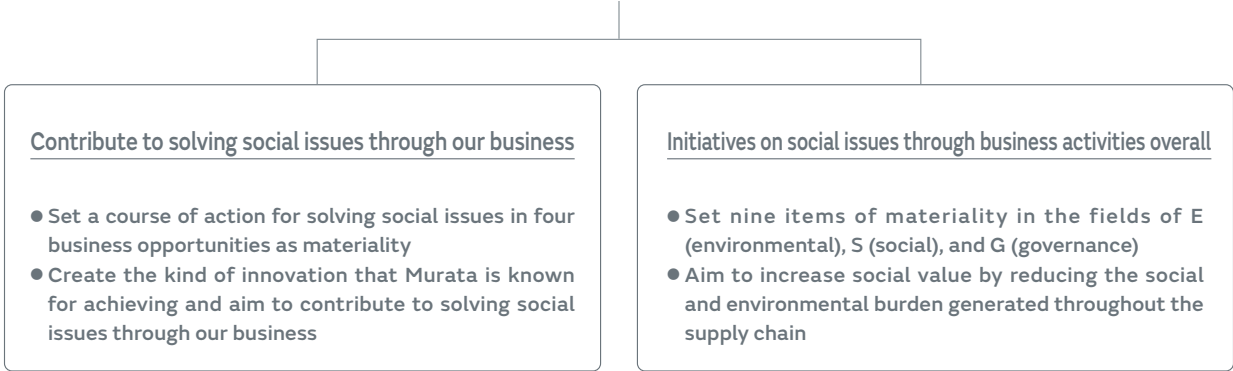 Contribute to solving social issues through our business
● Set a course of action for solving social issues in four
business opportunities as materiality
● Create the kind of innovation that Murata is known
for achieving and aim to contribute to solving social
issues through our business
Initiatives on social issues through business activities overall
● Set nine items of materiality in the fields of E
(environmental), S (social), and G (governance)
● Aim to increase social value by reducing the social
and environmental burden generated throughout the
supply chain